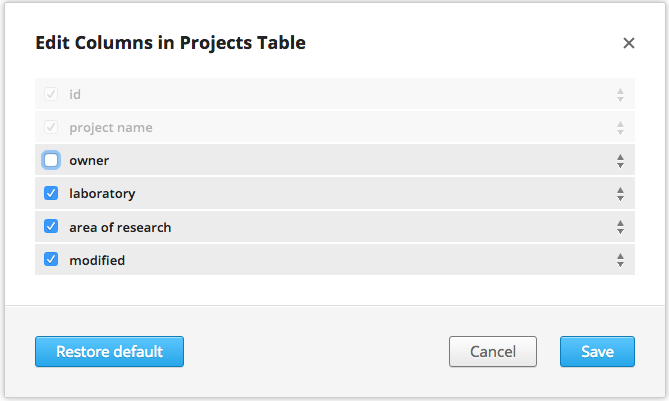 Edit Columns in Projects Table
id
project name
owner
laboratory
area of research
modified
Restore default
Cancel
Save